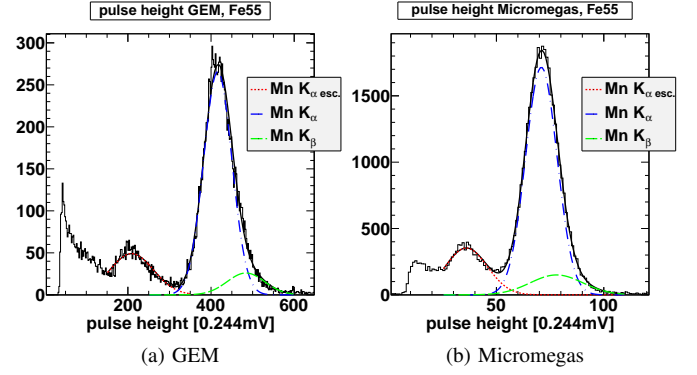 pulse height GEM, Fe55
300
250
200
150
100
50
0
200
400
600
Mn Kα esc.
Mn Kα
Mn Kβ
pulse height [0.244mV]
(a) GEM
pulse height Micromegas, Fe55
1500
1000
500
0
50
100
Mn Kα esc.
Mn Kα
Mn Kβ
pulse height [0.244mV]
(b) Micromegas